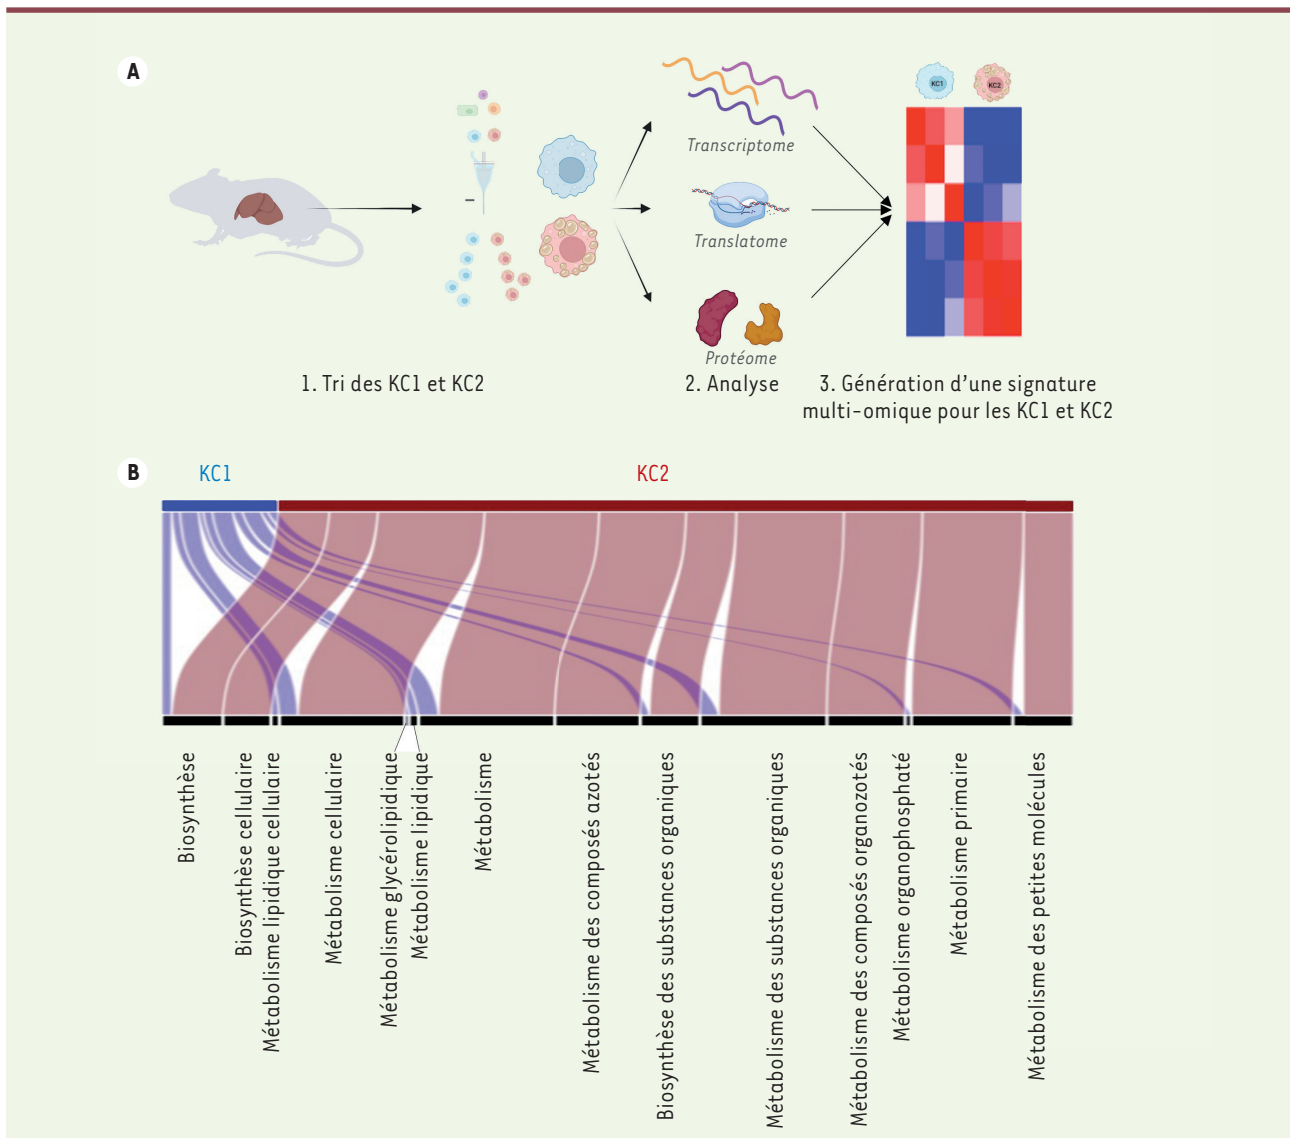 A
KC1
KC2
Transcriptome
Translatome
Protéome
1. Tri des KC1 et KC2
2. Analyse
3. Génération d’une signature
multi-omique pour les KC1 et KC2
B
KC1
KC2
Biosynthèse
Biosynthèse cellulaire
Métabolisme lipidique cellulaire
Métabolisme cellulaire
Métabolisme glycérolipidique
Métabolisme lipidique
Métabolisme
Métabolisme des composés azotés
Biosynthèse des substances organiques
Métabolisme des substances organiques
Métabolisme des composés organozotés
Métabolisme organophosphaté
Métabolisme primaire
Métabolisme des petites molécules